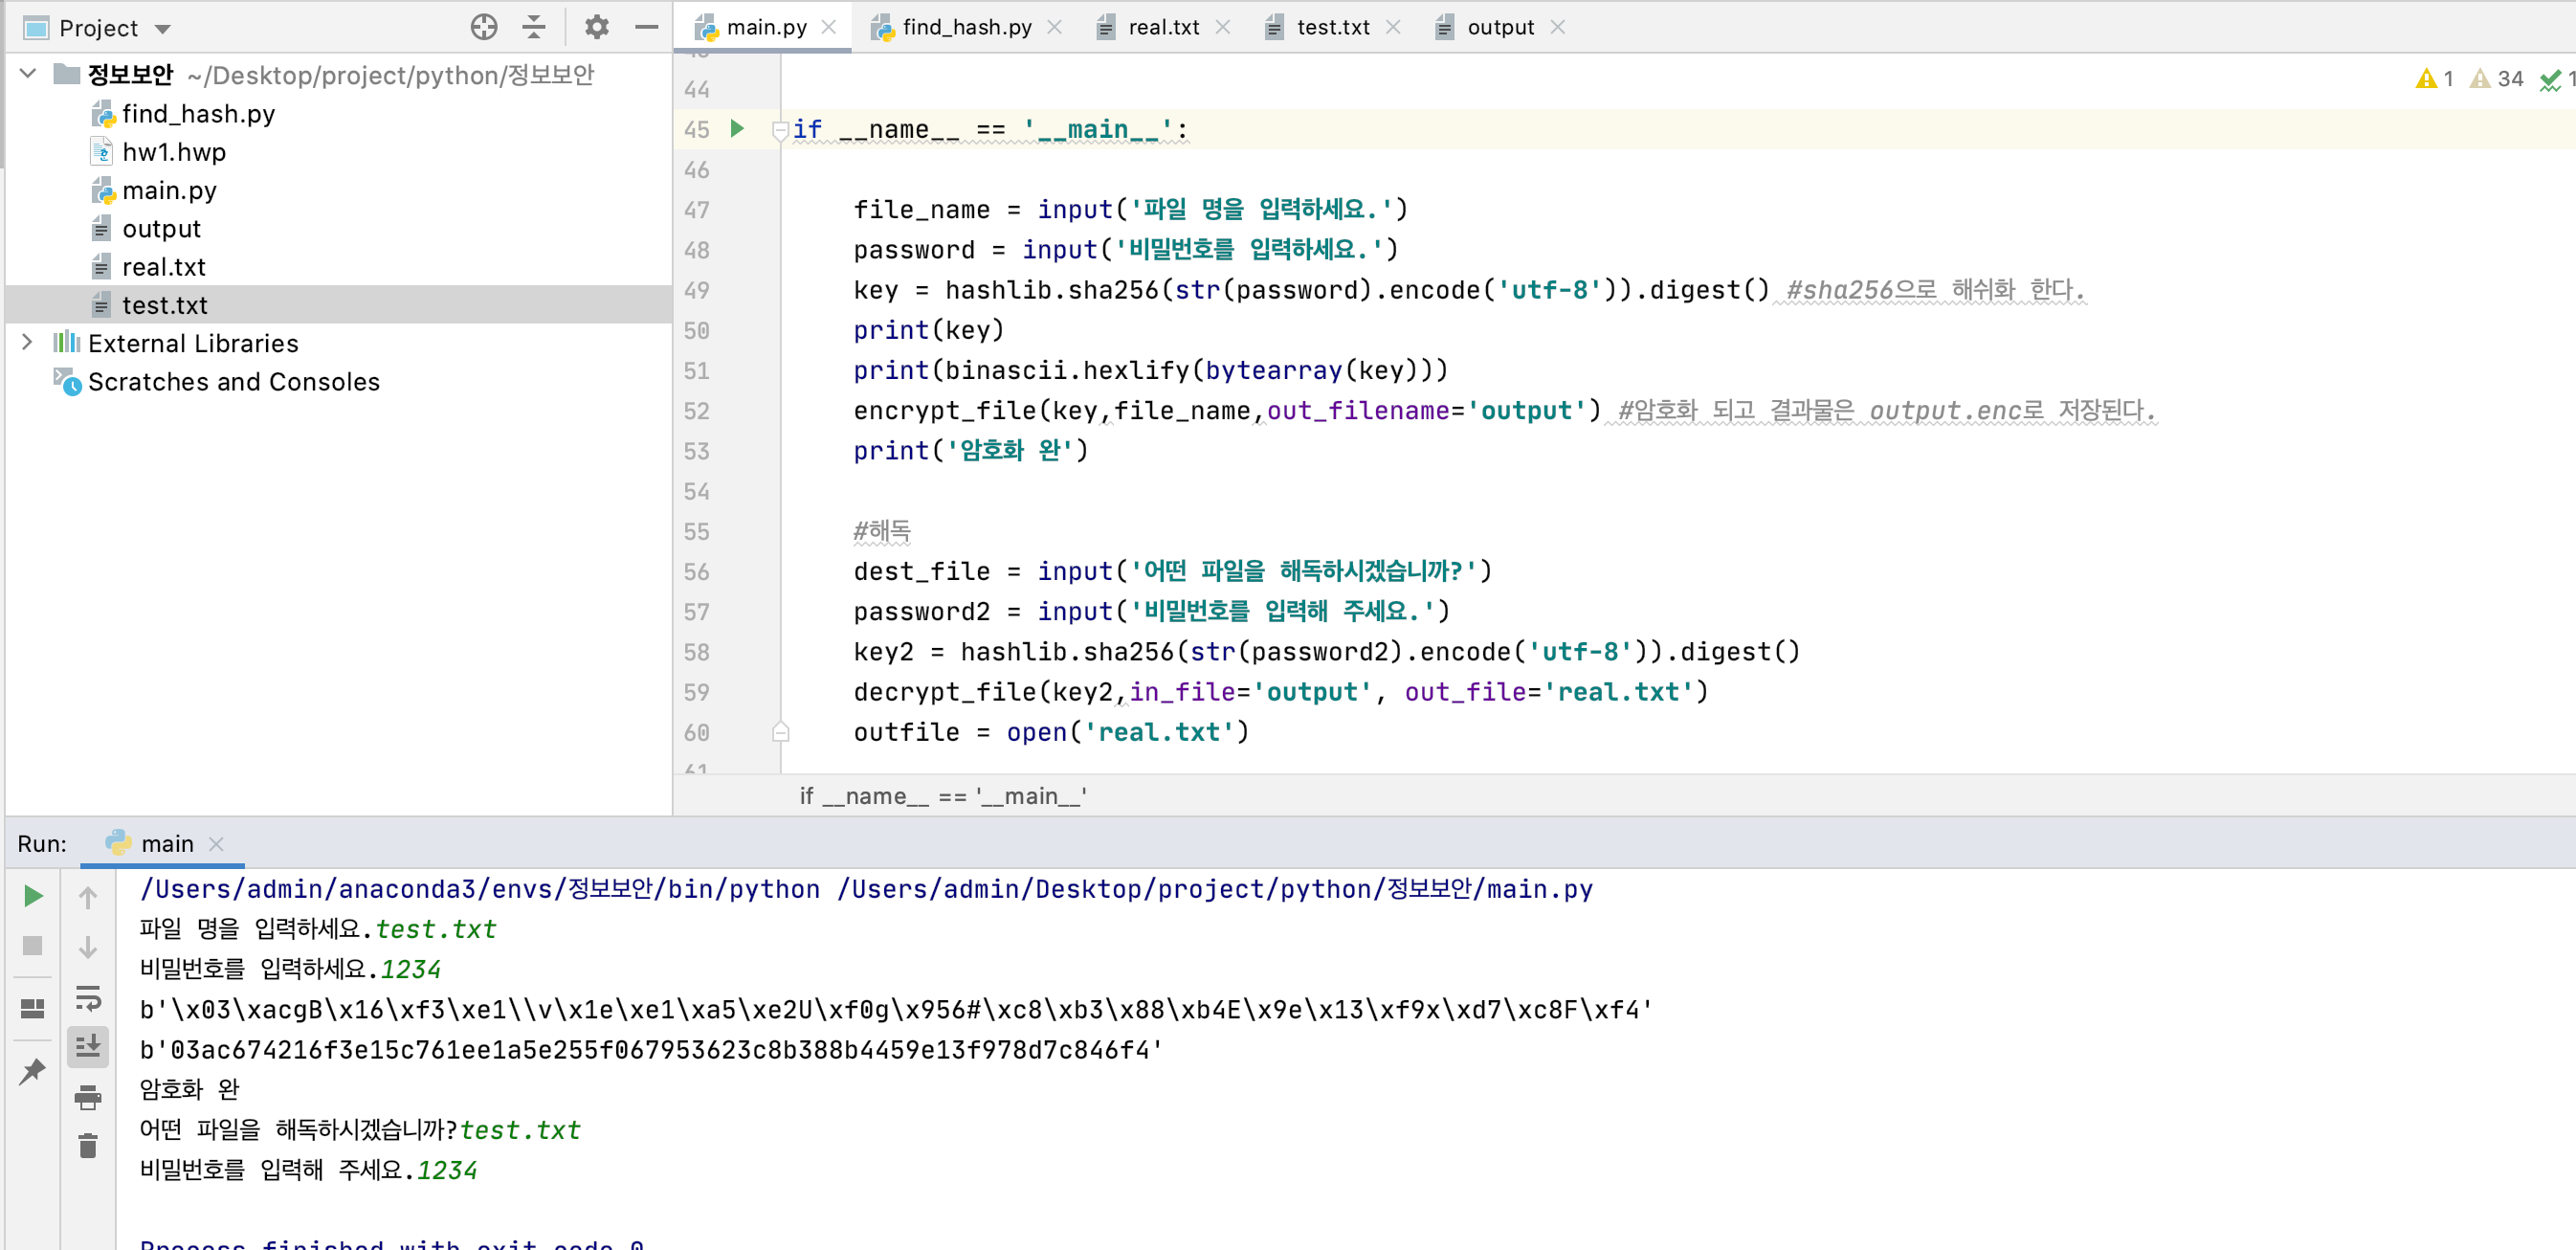 Project
main.py
find_hash.py
real.txt
test.txt
output
정보보안 ~/Desktop/project/python/정보보안
find_hash.py
hw1.hwp
main.py
output
real.txt
test.txt
External Libraries
Scratches and Consoles
1 34 1
44
45 if __name__ == '__main__':
46
47 file_name = input('파일 명을 입력하세요.')
48 password = input('비밀번호를 입력하세요.')
49 key = hashlib.sha256(str(password).encode('utf-8')).digest() #sha256으로 해쉬화 한다.
50 print(key)
51 print(binascii.hexlify(bytearray(key)))
52 encrypt_file(key,file_name,out_filename='output') #암호화 되고 결과물은 output.enc로 저장된다.
53 print('암호화 완')
54
55 #해독
56 dest_file = input('어떤 파일을 해독하시겠습니까?')
57 password2 = input('비밀번호를 입력해 주세요.')
58 key2 = hashlib.sha256(str(password2).encode('utf-8')).digest()
59 decrypt_file(key2,in_file='output', out_file='real.txt')
60 outfile = open('real.txt')
61
if __name__ == '__main__'
Run: main
/Users/admin/anaconda3/envs/정보보안/bin/python /Users/admin/Desktop/project/python/정보보안/main.py
파일 명을 입력하세요.test.txt
비밀번호를 입력하세요.1234
b'\x03\xacgB\x16\xf3\xe1\\v\x1e\xe1\xa5\xe2U\xf0g\x956#\xc8\xb3\x88\xb4E\x9e\x13\xf9x\xd7\xc8F\xf4'
b'03ac674216f3e15c761ee1a5e255f067953623c8b388b4459e13f978d7c846f4'
암호화 완
어떤 파일을 해독하시겠습니까?test.txt
비밀번호를 입력해 주세요.1234
Process finished with exit code 0